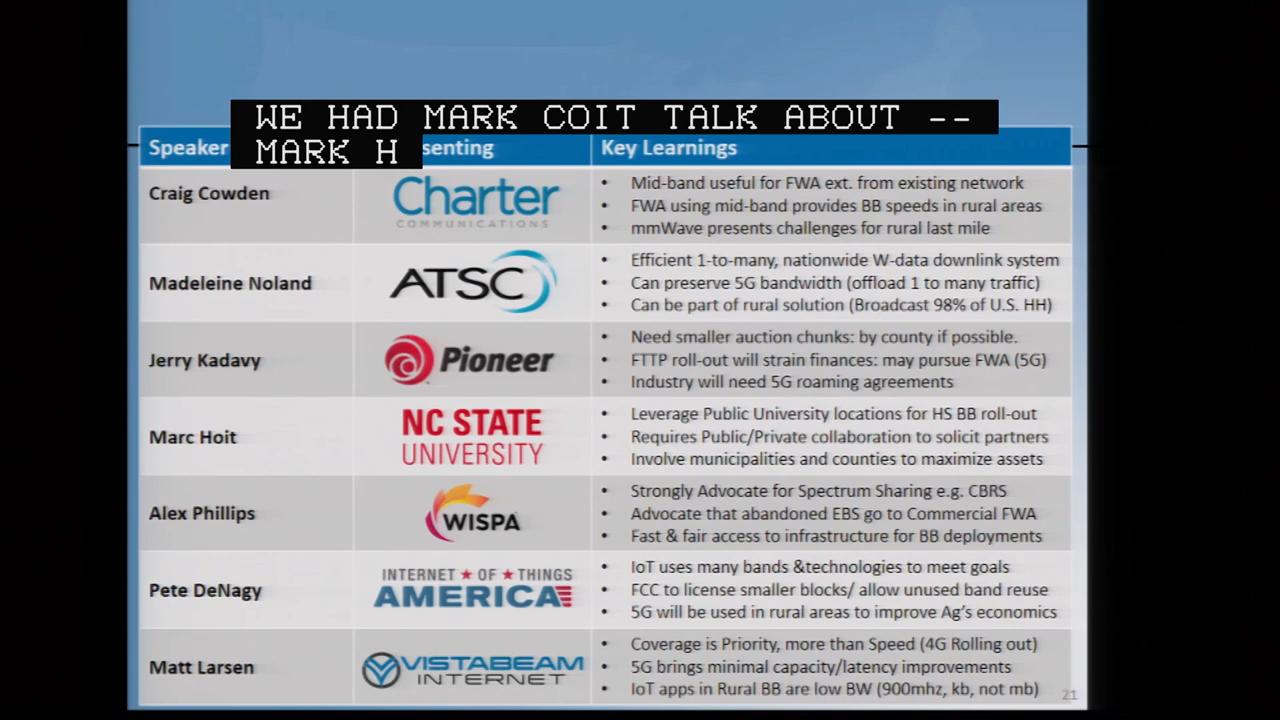 WE HAD MARK COIT TALK ABOUT --
MARK H
Speaker senting Key Learnings
Craig Cowden
Charter
COMMUNICATIONS
• Mid-band useful for FWA ext. from existing network
• FWA using mid-band provides BB speeds in rural areas
• mmWave presents challenges for rural last mile
Madeleine Noland
ATSC
• Efficient 1-to-many, nationwide W-data downlink system
• Can preserve 5G bandwidth (offload 1 to many traffic)
• Can be part of rural solution (Broadcast 98% of U.S. HH)
Jerry Kadavy
Pioneer
• Need smaller auction chunks: by county if possible.
• FTTP roll-out will strain finances: may pursue FWA (5G)
• Industry will need 5G roaming agreements
Marc Hoit
NC STATE
UNIVERSITY
• Leverage Public University locations for HS BB roll-out
• Requires Public/Private collaboration to solicit partners
• Involve municipalities and counties to maximize assets
Alex Phillips
WISPA
• Strongly Advocate for Spectrum Sharing e.g. CBRS
• Advocate that abandoned EBS go to Commercial FWA
• Fast & fair access to infrastructure for BB deployments
Pete DeNagy
INTERNET ★ OF ★ THINGS
AMERICA
• IoT uses many bands &technologies to meet goals
• FCC to license smaller blocks/ allow unused band reuse
• 5G will be used in rural areas to improve Ag's economics
Matt Larsen
VISTABEAM
INTERNET
• Coverage is Priority, more than Speed (4G Rolling out)
• 5G brings minimal capacity/latency improvements
• IoT apps in Rural BB are low BW (900mhz, kb, not mb)
21